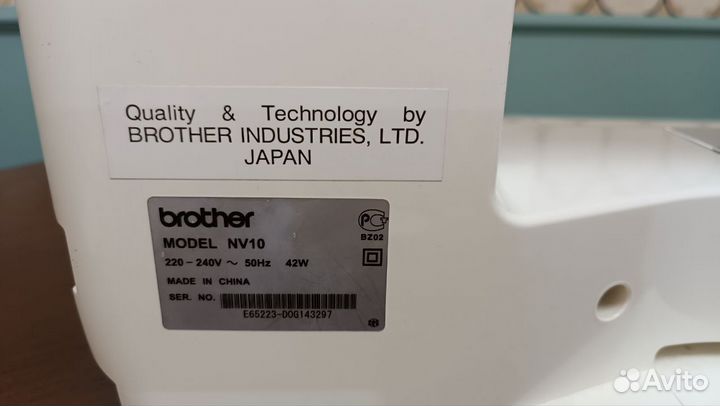 Quality & Technology by
BROTHER INDUSTRIES, LTD.
JAPAN
brother
MODEL NV10
BZ02
220-240V ~ 50Hz 42W
MADE IN CHINA
SER. NO.
E65223-D0G143297
Avito